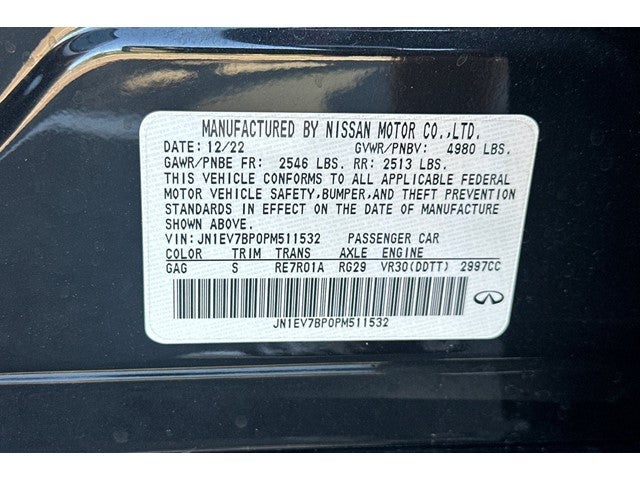 MANUFACTURED BY NISSAN MOTOR CO.,LTD.
DATE: 12/22 GVWR/PNBV: 4980 LBS.
GAWR/PNBE FR: 2546 LBS. RR: 2513 LBS.
THIS VEHICLE CONFORMS TO ALL APPLICABLE FEDERAL
MOTOR VEHICLE SAFETY,BUMPER,AND THEFT PREVENTION
STANDARDS IN EFFECT ON THE DATE OF MANUFACTURE
SHOWN ABOVE.
VIN: JN1EV7BP0PM511532 PASSENGER CAR
COLOR TRIM TRANS AXLE ENGINE
GAG S RE7R01A RG29 VR30(DDTT) 2997CC
JN1EV7BP0PM511532